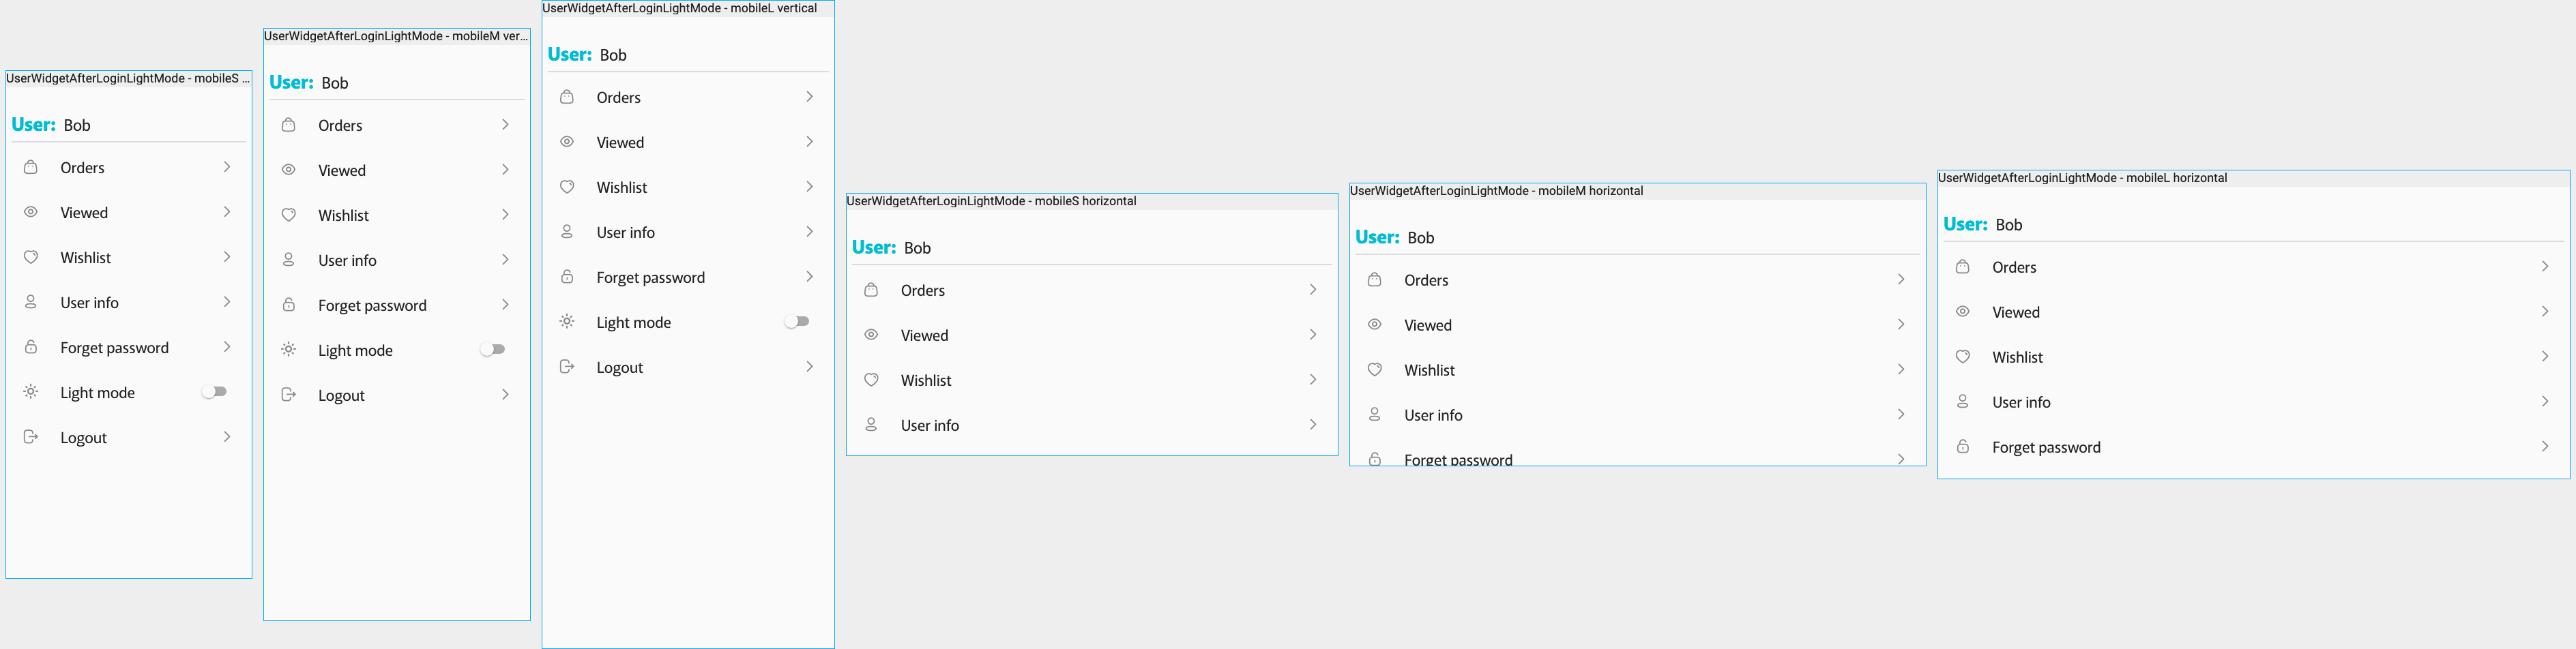 UserWidgetAfterLoginLightMode - mobileS ...
User: Bob
Orders
Viewed
Wishlist
User info
Forget password
Light mode
Logout
UserWidgetAfterLoginLightMode - mobileM ver...
User: Bob
Orders
Viewed
Wishlist
User info
Forget password
Light mode
Logout
UserWidgetAfterLoginLightMode - mobileL vertical
User: Bob
Orders
Viewed
Wishlist
User info
Forget password
Light mode
Logout
UserWidgetAfterLoginLightMode - mobileS horizontal
User: Bob
Orders
Viewed
Wishlist
User info
UserWidgetAfterLoginLightMode - mobileM horizontal
User: Bob
Orders
Viewed
Wishlist
User info
Forget password
UserWidgetAfterLoginLightMode - mobileL horizontal
User: Bob
Orders
Viewed
Wishlist
User info
Forget password